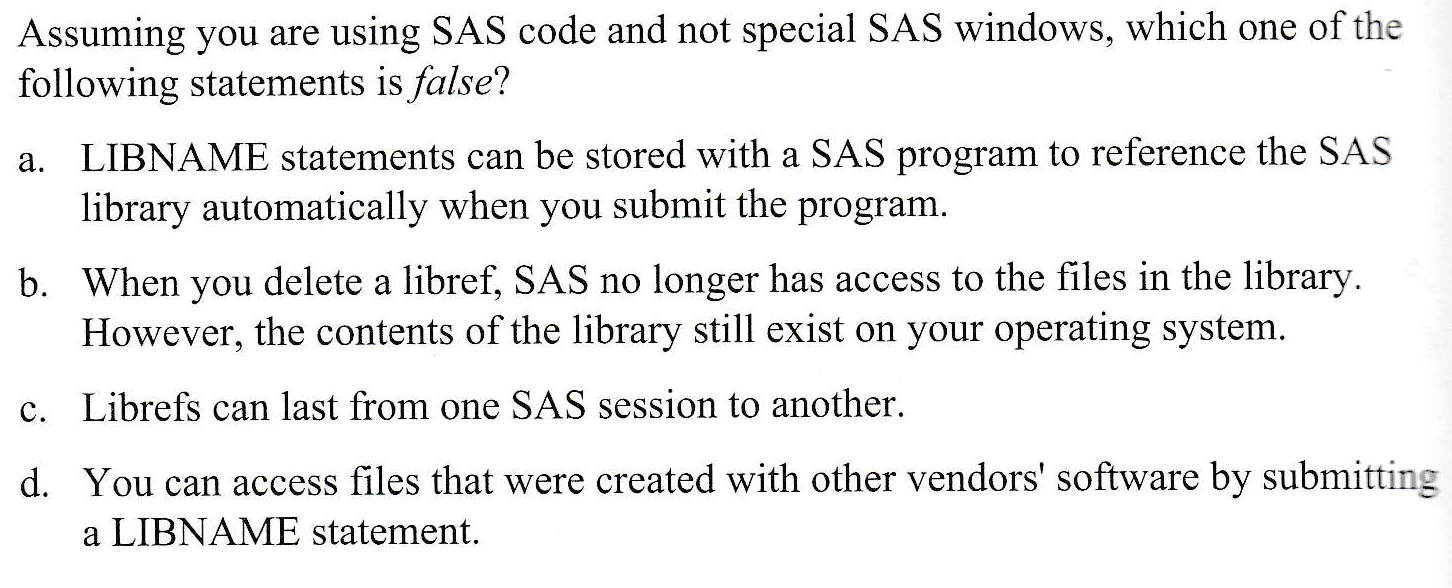 Assuming you are using SAS code and not special SAS windows, which one of the
following statements is false?
a. LIBNAME statements can be stored with a SAS program to reference the SAS
library automatically when you submit the program.
b. When you delete a libref, SAS no longer has access to the files in the library.
However, the contents of the library still exist on your operating system.
c. Librefs can last from one SAS session to another.
d. You can access files that were created with other vendors' software by submitting
a LIBNAME statement.